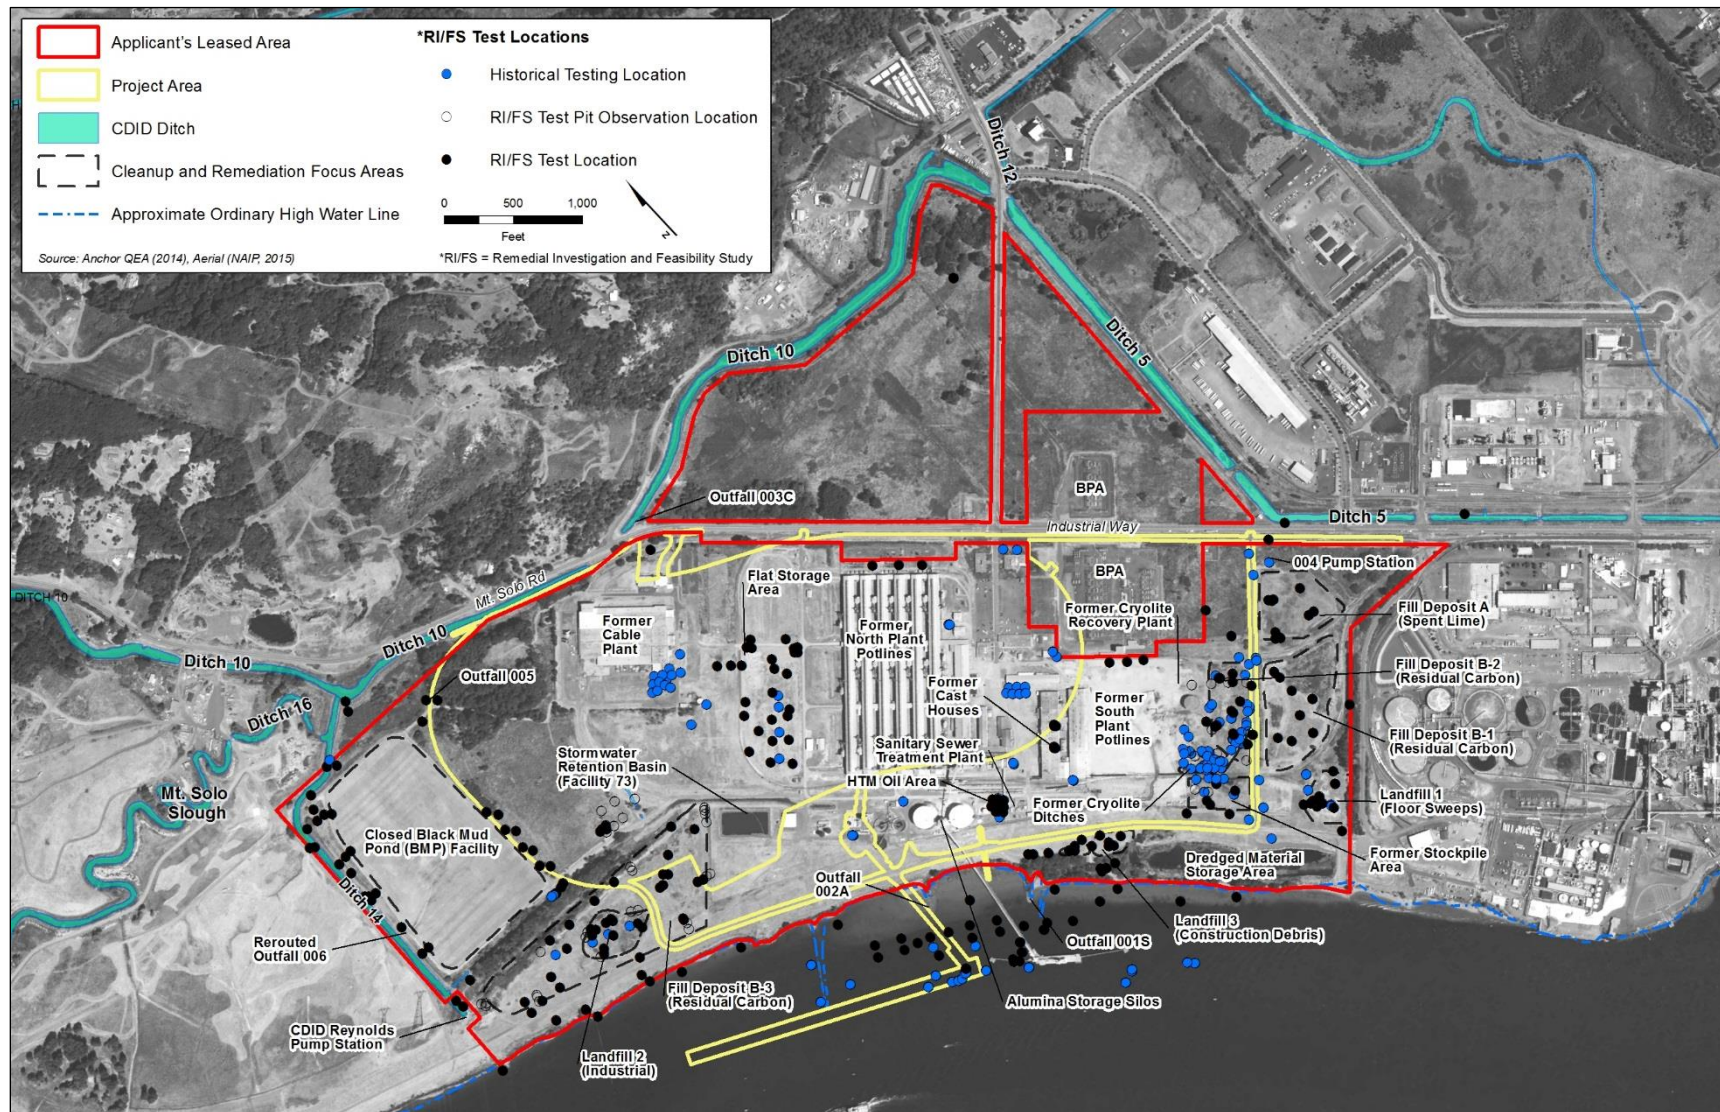 Applicant's Leased Area
Project Area
CDID Ditch
Cleanup and Remediation Focus Areas
Approximate Ordinary High Water Line
Source: Anchor QEA (2014), Aerial (NAIP, 2015)
*RI/FS Test Locations
Historical Testing Location
RI/FS Test Pit Observation Location
RI/FS Test Location
0 500 1,000
Feet
N
*RI/FS = Remedial Investigation and Feasibility Study
Ditch 12
Ditch 10
Ditch 5
Outfall 003C
BPA
Industrial Way
Ditch 5
Mt. Solo Rd
004 Pump Station
Flat Storage
Area
BPA
DITCH 10
Former Cryolite
Recovery Plant
Fill Deposit A
(Spent Lime)
Former
Cable
Plant
Former
North Plant
Potlines
Ditch 10
Ditch 10
Outfall 005
Fill Deposit B-2
(Residual Carbon)
Former
Cast
Houses
Former
South
Plant
Potlines
Ditch 16
Fill Deposit B-1
(Residual Carbon)
Stormwater
Retention Basin
(Facility 73)
Sanitary Sewer
Treatment Plant
HTM Oil Area
Mt. Solo
Slough
Former Cryolite
Ditches
Landfill 1
(Floor Sweeps)
Closed Black Mud
Pond (BMP) Facility
Former Stockpile
Area
Dredged Material
Storage Area
Outfall
002A
Ditch 14
Landfill 3
(Construction Debris)
Outfall 001S
Rerouted
Outfall 006
Fill Deposit B-3
(Residual Carbon)
Alumina Storage Silos
CDID Reynolds
Pump Station
Landfill 2
(Industrial)